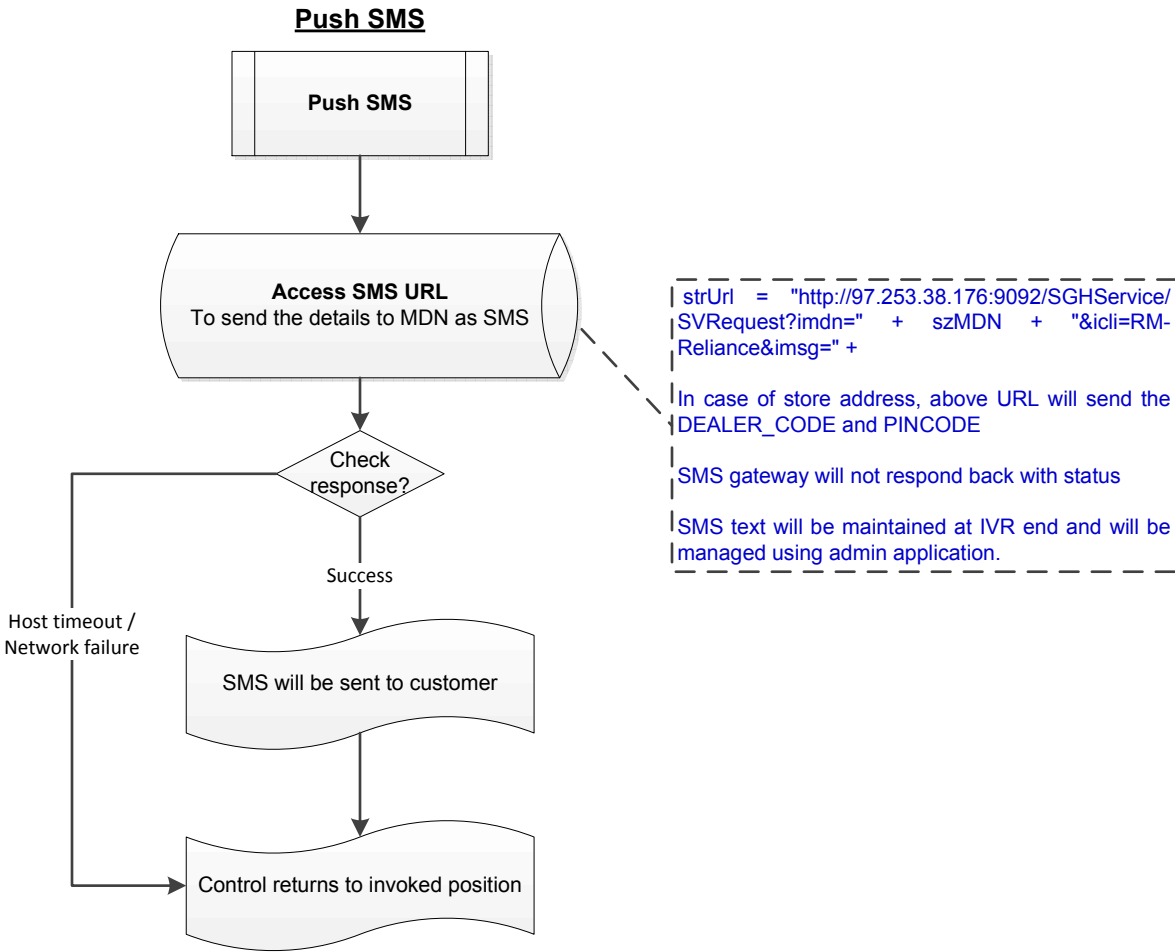 Push SMS
Push SMS
Access SMS URL
To send the details to MDN as SMS
strUrl = "http://97.253.38.176:9092/SGHService/
SVRequest?imdn=" + szMDN + "&icli=RM-
Reliance&imsg=" +
In case of store address, above URL will send the
DEALER_CODE and PINCODE
SMS gateway will not respond back with status
SMS text will be maintained at IVR end and will be
managed using admin application.
Check
response?
Success
Host timeout /
Network failure
SMS will be sent to customer
Control returns to invoked position